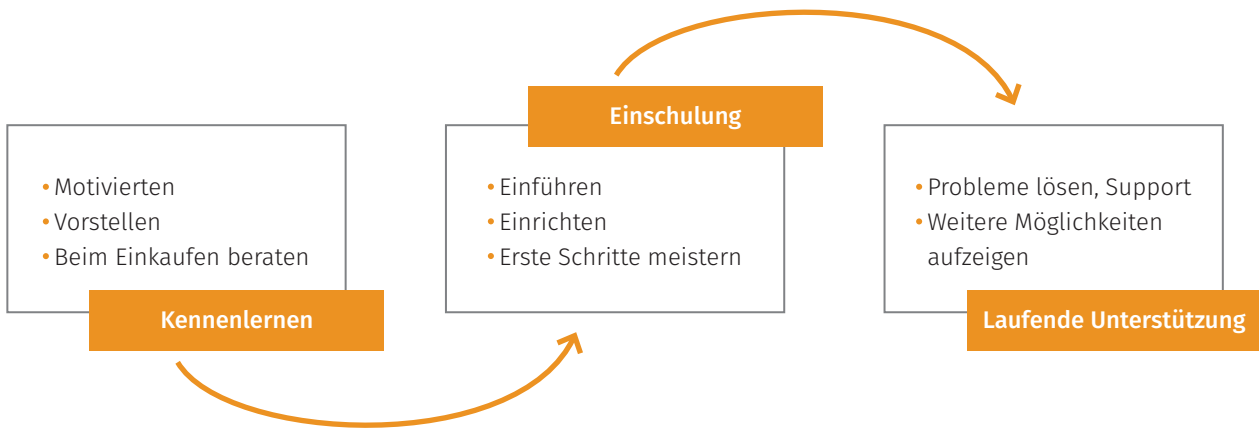 • Motivierten
• Vorstellen
• Beim Einkaufen beraten
Kennenlernen
Einschulung
• Einführen
• Einrichten
• Erste Schritte meistern
• Probleme lösen, Support
• Weitere Möglichkeiten
aufzeigen
Laufende Unterstützung